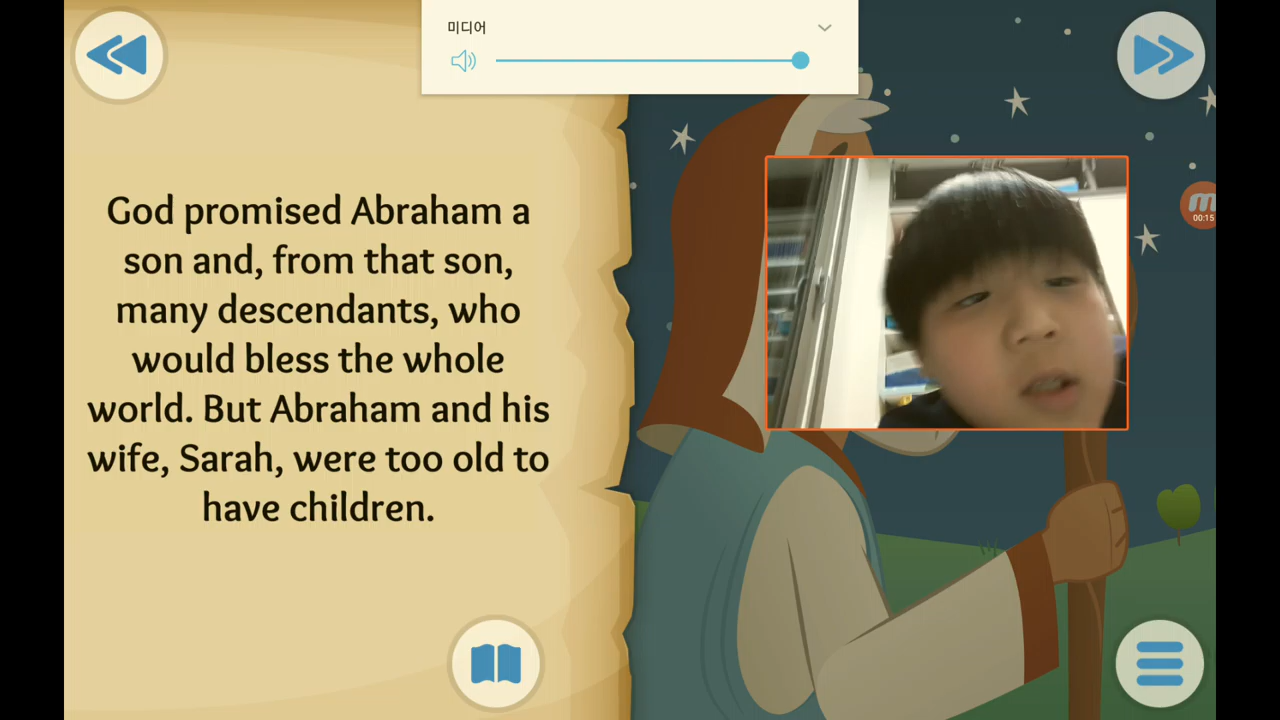 미디어
God promised Abraham a
son and, from that son,
many descendants, who
would bless the whole
world. But Abraham and his
wife, Sarah, were too old to
have children.
00:15